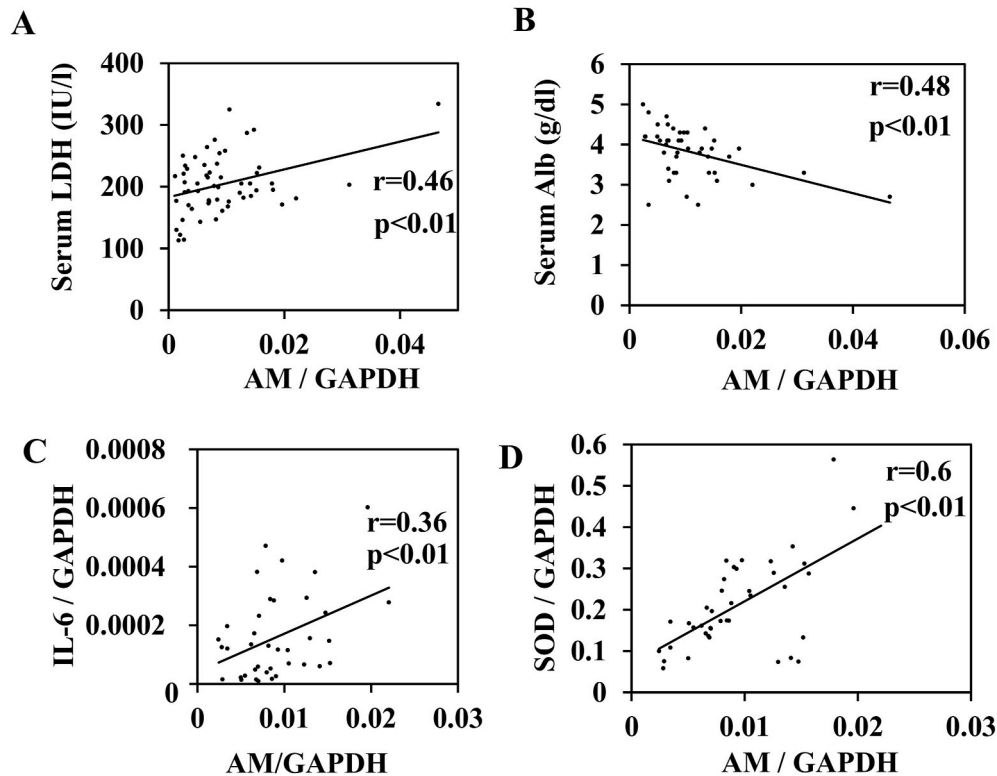 A
Serum LDH (IU/l)
400
300
200
100
0
0
0.02
0.04
r=0.46
p<0.01
AM / GAPDH
B
Serum Alb (g/dl)
6
5
4
3
2
1
0
0
0.02
0.04
0.06
r=0.48
p<0.01
AM / GAPDH
C
IL-6 / GAPDH
0.0008
0.0006
0.0004
0.0002
0
0
0.01
0.02
0.03
r=0.36
p<0.01
AM/GAPDH
D
SOD / GAPDH
0.6
0.5
0.4
0.3
0.2
0.1
0
0
0.01
0.02
0.03
r=0.6
p<0.01
AM / GAPDH